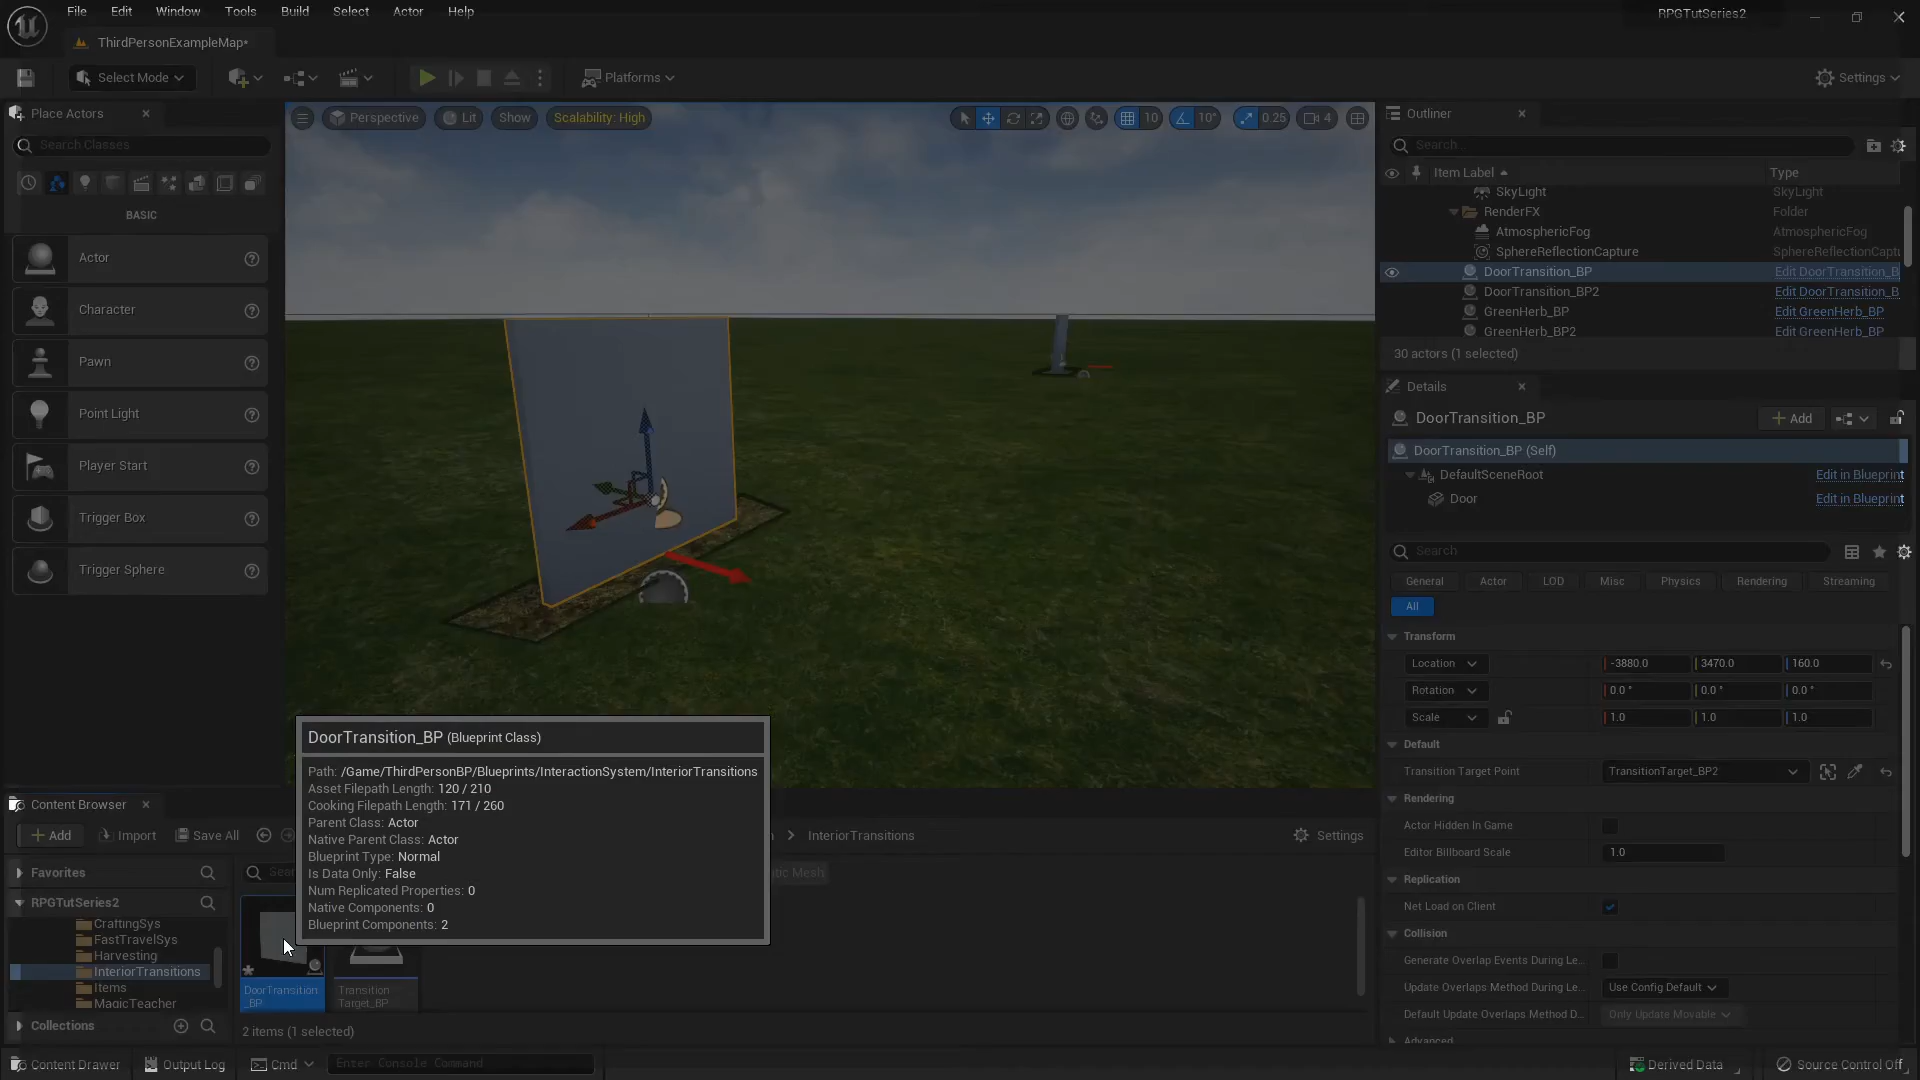 File Edit Window Tools Build Select Actor Help
RPGTutSeries2
ThirdPersonExampleMap*
Select Mode
Platforms
Settings
Place Actors
Search Classes
BASIC
Actor
Character
Pawn
Point Light
Player Start
Trigger Box
Trigger Sphere
Perspective Lit Show Scalability: High
10 10° 0.25 4
Outliner
Search...
Item Label Type
SkyLight SkyLight
RenderFX Folder
AtmosphericFog AtmosphericFog
SphereReflectionCapture SphereReflectionCaptu
DoorTransition_BP Edit DoorTransition_B
DoorTransition_BP2 Edit DoorTransition_B
GreenHerb_BP Edit GreenHerb_BP
GreenHerb_BP2 Edit GreenHerb_BP
30 actors (1 selected)
Details
DoorTransition_BP
Add
DoorTransition_BP (Self)
DefaultSceneRoot Edit in Blueprint
Door Edit in Blueprint
Search
General Actor LOD Misc Physics Rendering Streaming
All
Transform
Location -3880.0 3470.0 160.0
Rotation 0.0 ° 0.0 ° 0.0 °
Scale 1.0 1.0 1.0
Default
Transition Target Point TransitionTarget_BP2
Rendering
Actor Hidden In Game
Editor Billboard Scale 1.0
Replication
Net Load on Client
Collision
Generate Overlap Events During Le...
Update Overlaps Method During Le... Use Config Default
Default Update Overlaps Method D... Only Update Movable
Advanced
DoorTransition_BP (Blueprint Class)
Path: /Game/ThirdPersonBP/Blueprints/InteractionSystem/InteriorTransitions
Asset Filepath Length: 120 / 210
Cooking Filepath Length: 171 / 260
Parent Class: Actor
Native Parent Class: Actor
Blueprint Type: Normal
Is Data Only: False
Num Replicated Properties: 0
Native Components: 0
Blueprint Components: 2
Content Browser
Add Import Save All
InteriorTransitions
Settings
Favorites
Sear
tic Mesh
RPGTutSeries2
CraftingSys
FastTravelSys
Harvesting
InteriorTransitions
Items
MagicTeacher
Collections
DoorTransition
_BP
Transition
Target_BP
2 items (1 selected)
Content Drawer Output Log Cmd Enter Console Command
Derived Data Source Control Off